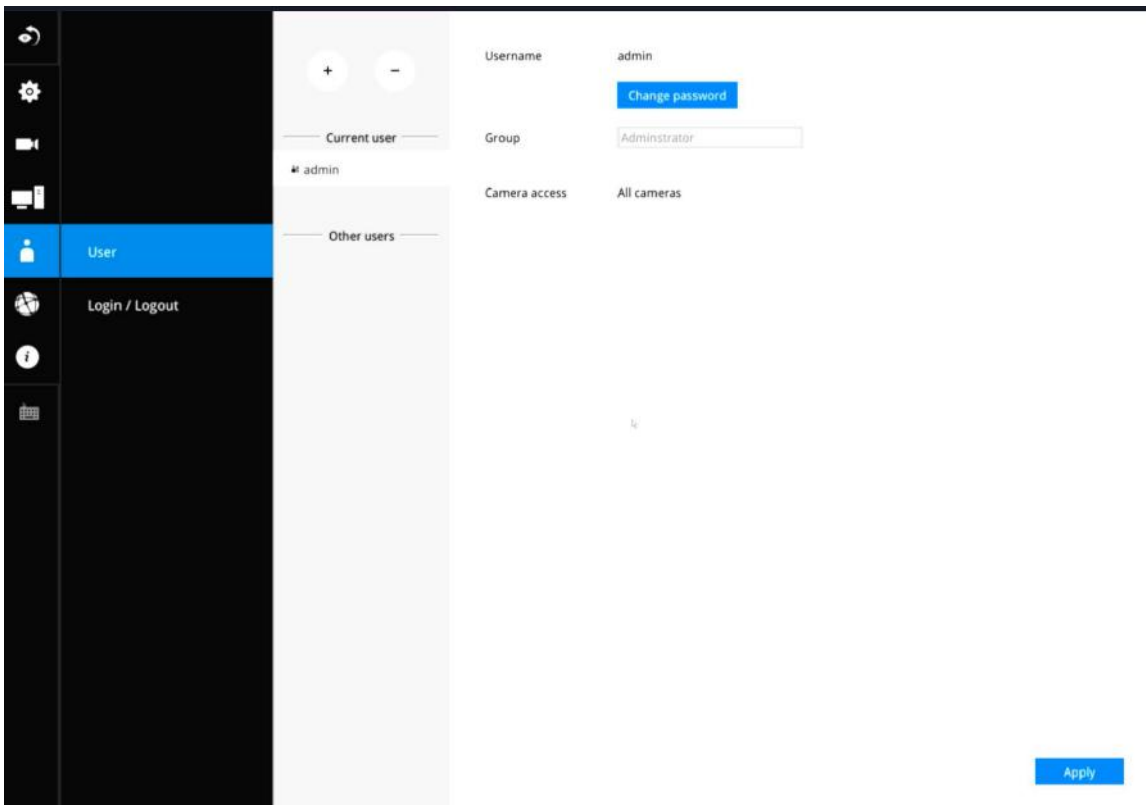 User
Login / Logout
+ -
Current user
admin
Other users
Username admin
Change password
Group Adminstrator
Camera access All cameras
Apply